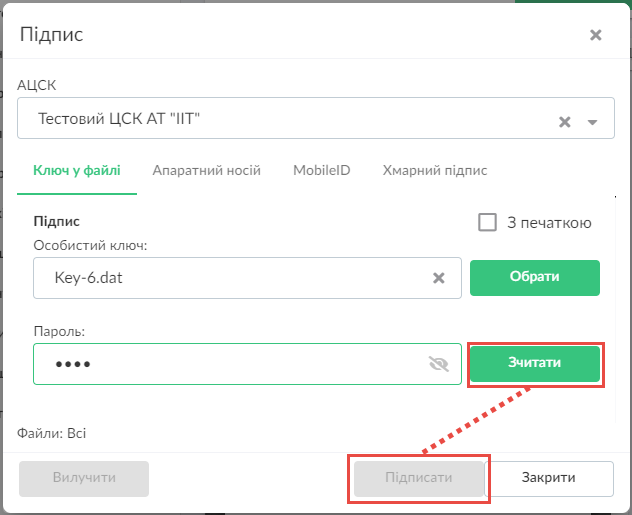 Підпис
АЦСК
Тестовий ЦСК АТ "ІІТ"
Ключ у файлі Апаратний носій MobileID Хмарний підпис
Підпис З печаткою
Особистий ключ:
Key-6.dat Обрати
Пароль:
•••• Зчитати
Файли: Всі
Вилучити Підписати Закрити